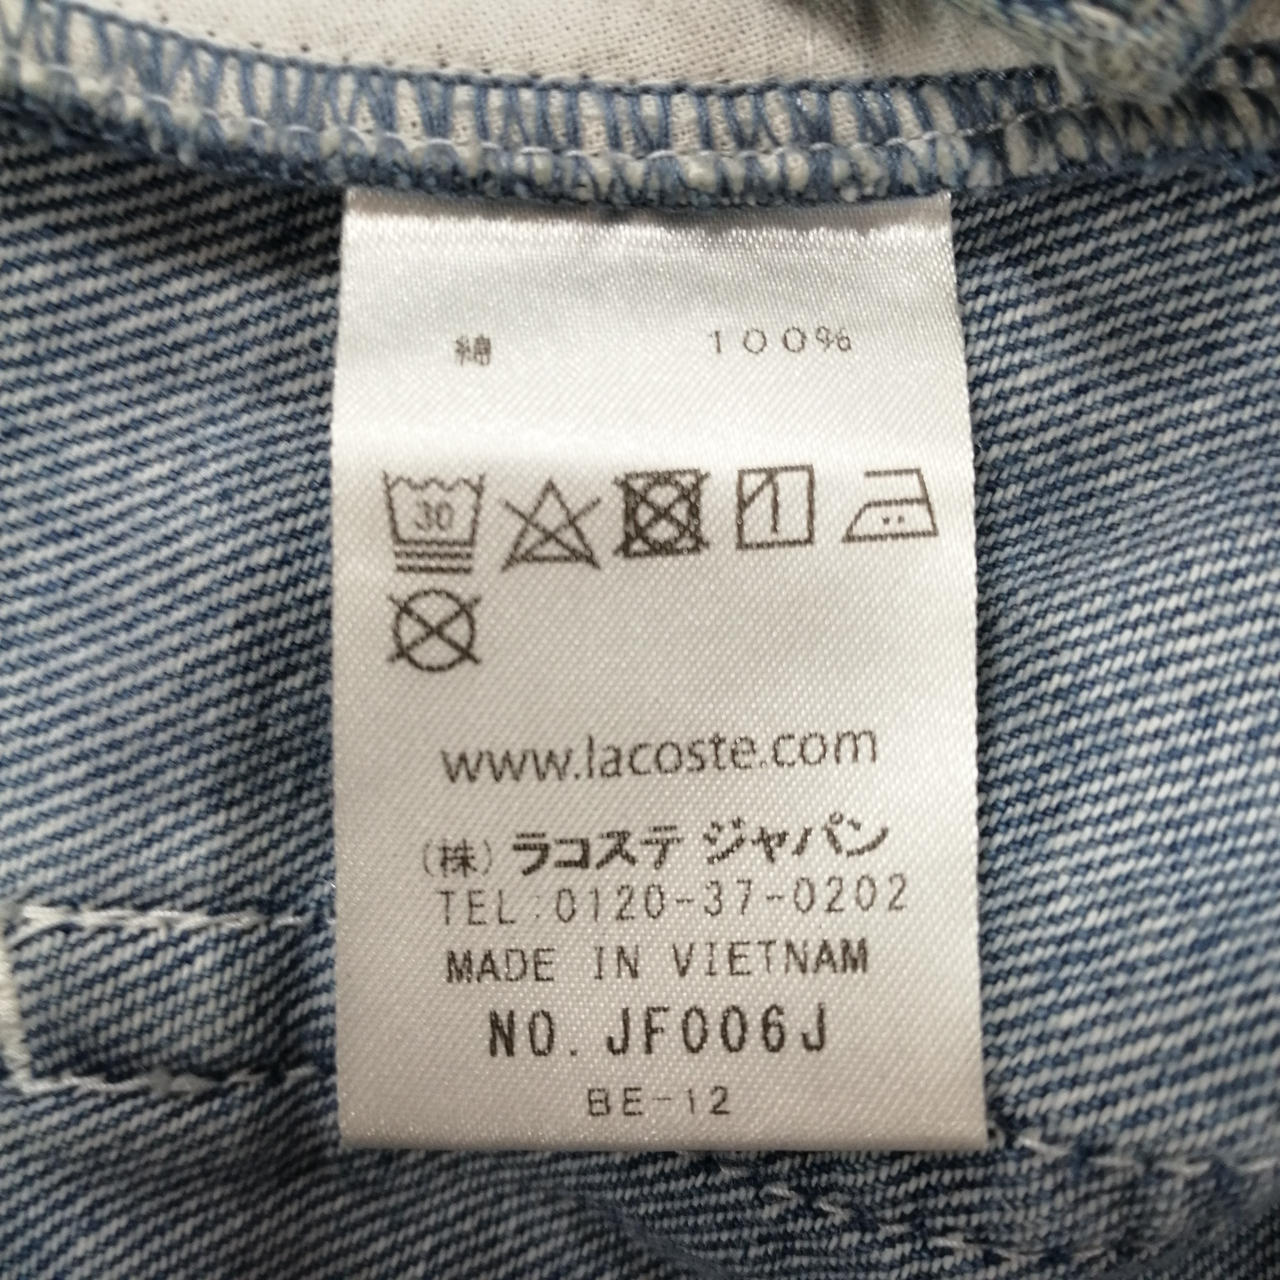 綿 100%
30
www.lacoste.com
(株)ラコステ ジャパン
TEL:0120-37-0202
MADE IN VIETNAM
NO. JF006J
BE-12